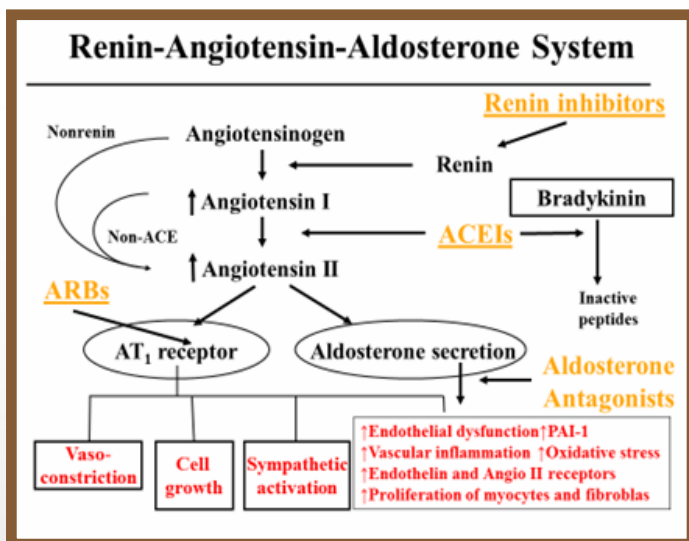 Renin-Angiotensin-Aldosterone System
Renin inhibitors
Nonrenin
Angiotensinogen
Renin
Bradykinin
↑ Angiotensin I
Non-ACE
ACEIs
↑ Angiotensin II
ARBs
Inactive
peptides
AT₁ receptor
Aldosterone secretion
Aldosterone
Antagonists
Vaso-
constriction
Cell
growth
Sympathetic
activation
↑Endothelial dysfunction↑PAI-1
↑Vascular inflammation ↑Oxidative stress
↑Endothelin and Angio II receptors
↑Proliferation of myocytes and fibroblas